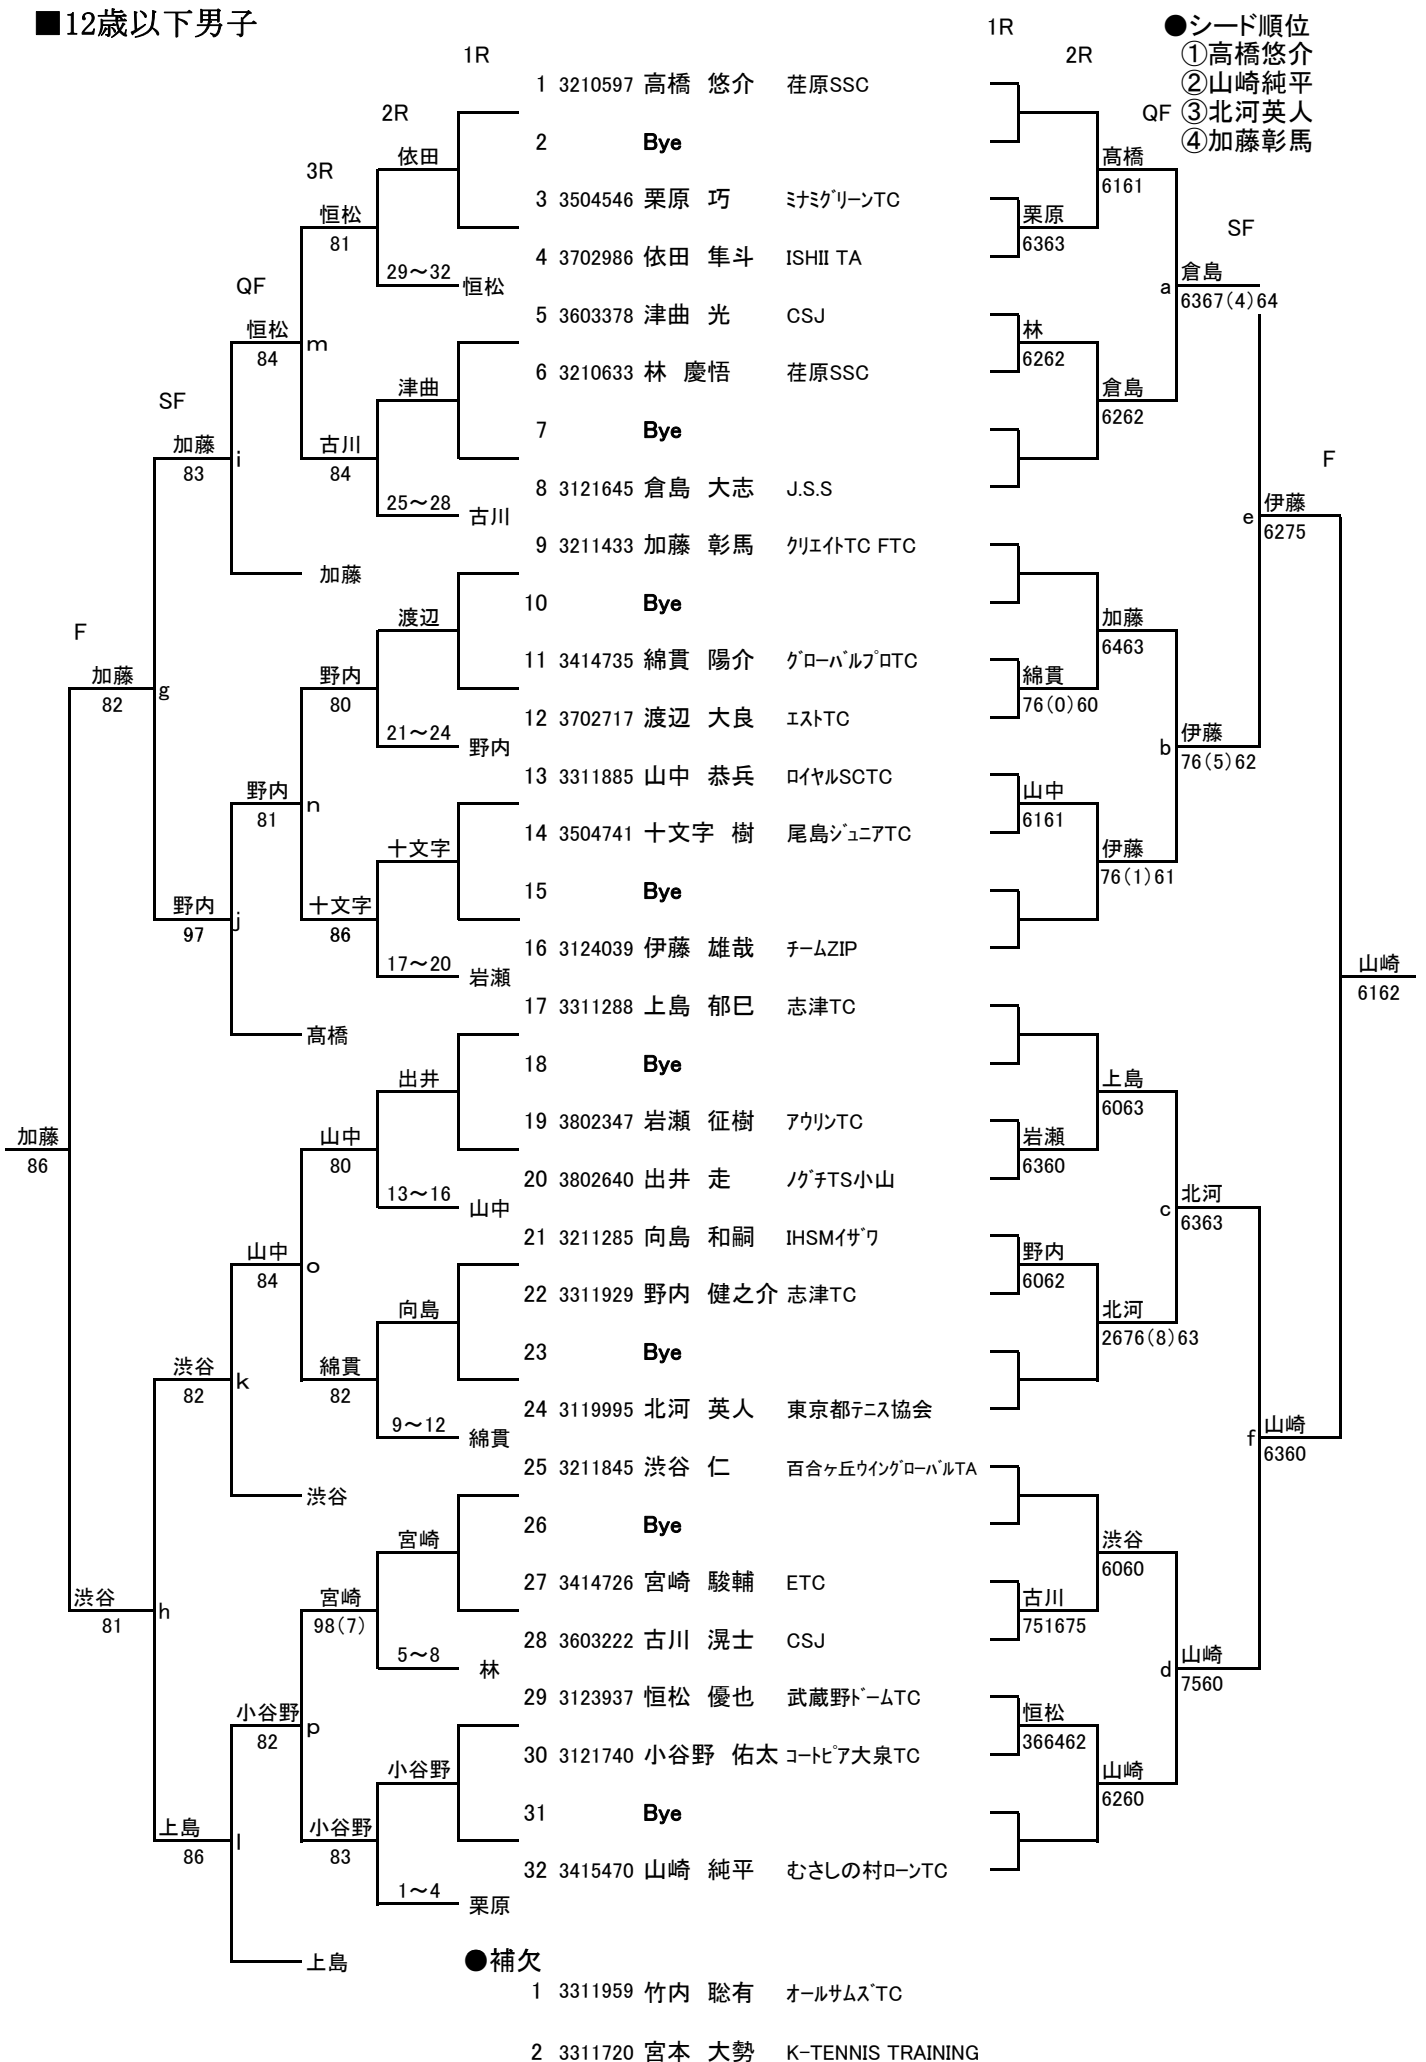 ■12歳以下男子
●シード順位
①高橋悠介
②山崎純平
③北河英人
④加藤彰馬
1R
2R
3R
QF
SF
F
1R
2R
QF
SF
F
1 3210597 高橋 悠介 荏原SSC
2 Bye
3 3504546 栗原 巧 ﾐﾅﾐｸﾞﾘｰﾝTC
4 3702986 依田 隼斗 ISHII TA
5 3603378 津曲 光 CSJ
6 3210633 林 慶悟 荏原SSC
7 Bye
8 3121645 倉島 大志 J.S.S
9 3211433 加藤 彰馬 ｸﾘｴｲﾄTC FTC
10 Bye
11 3414735 綿貫 陽介 ｸﾞﾛｰﾊﾞﾙﾌﾟﾛTC
12 3702717 渡辺 大良 ｴｽﾄTC
13 3311885 山中 恭兵 ﾛｲﾔﾙSCTC
14 3504741 十文字 樹 尾島ｼﾞｭﾆｱTC
15 Bye
16 3124039 伊藤 雄哉 ﾁｰﾑZIP
17 3311288 上島 郁巳 志津TC
18 Bye
19 3802347 岩瀬 征樹 ｱｳﾘﾝTC
20 3802640 出井 走 ﾉｸﾞﾁTS小山
21 3211285 向島 和嗣 IHSMｲｻﾞﾜ
22 3311929 野内 健之介 志津TC
23 Bye
24 3119995 北河 英人 東京都ﾃﾆｽ協会
25 3211845 渋谷 仁 百合ヶ丘ｳｲﾝｸﾞﾛｰﾊﾞﾙTA
26 Bye
27 3414726 宮崎 駿輔 ETC
28 3603222 古川 滉士 CSJ
29 3123937 恒松 優也 武蔵野ﾄﾞｰﾑTC
30 3121740 小谷野 佑太 ｺｰﾄﾋﾟｱ大泉TC
31 Bye
32 3415470 山崎 純平 むさしの村ﾛｰﾝTC
依田
恒松
81
29～32
恒松
恒松
84
m
津曲
古川
84
25～28
古川
加藤
83
i
加藤
渡辺
野内
80
21～24
野内
加藤
82
g
野内
81
n
十文字
十文字
86
17～20
岩瀬
野内
97
j
髙橋
出井
加藤
86
山中
80
13～16
山中
山中
84
o
向島
渋谷
82
k
綿貫
82
9～12
綿貫
渋谷
宮崎
渋谷
81
h
宮崎
98(7)
5～8
林
小谷野
82
p
小谷野
上島
86
l
小谷野
83
1～4
栗原
上島
髙橋
6161
栗原
6363
a
倉島
6367(4)64
林
6262
倉島
6262
e
伊藤
6275
加藤
6463
綿貫
76(0)60
b
伊藤
76(5)62
山中
6161
伊藤
76(1)61
山崎
6162
上島
6063
岩瀬
6360
c
北河
6363
野内
6062
北河
2676(8)63
f
山崎
6360
渋谷
6060
古川
751675
d
山崎
7560
恒松
366462
山崎
6260
●補欠
1 3311959 竹内 聡有 ｵｰﾙｻﾑｽﾞTC
2 3311720 宮本 大勢 K-TENNIS TRAINING